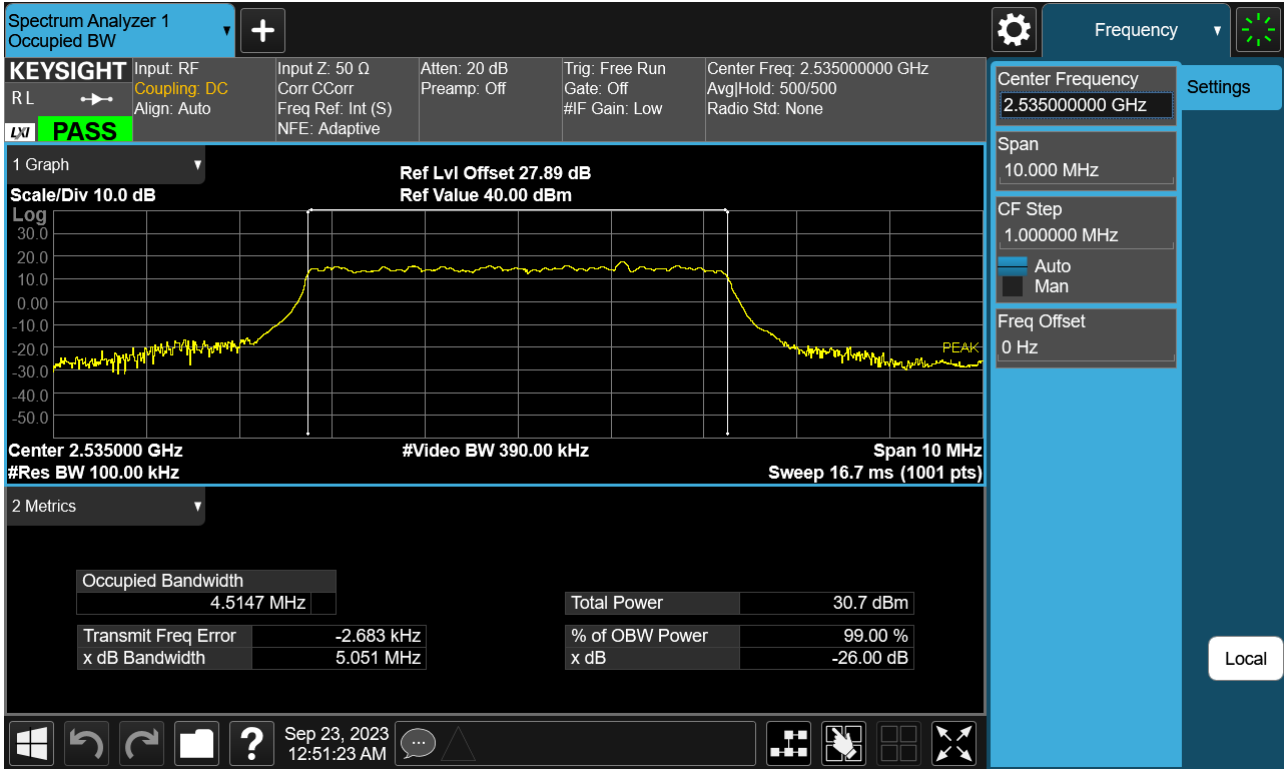 Spectrum Analyzer 1
Occupied BW
Frequency
KEYSIGHT
R L
LXI PASS
Input: RF
Coupling: DC
Align: Auto
Input Z: 50 Ω
Corr CCorr
Freq Ref: Int (S)
NFE: Adaptive
Atten: 20 dB
Preamp: Off
Trig: Free Run
Gate: Off
#IF Gain: Low
Center Freq: 2.535000000 GHz
Avg|Hold: 500/500
Radio Std: None
Center Frequency
2.535000000 GHz
Settings
Span
10.000 MHz
CF Step
1.000000 MHz
Auto
Man
Freq Offset
0 Hz
Local
1 Graph
Ref Lvl Offset 27.89 dB
Scale/Div 10.0 dB
Ref Value 40.00 dBm
Log
30.0
20.0
10.0
0.00
-10.0
-20.0
-30.0
-40.0
-50.0
PEAK
Center 2.535000 GHz
#Video BW 390.00 kHz
Span 10 MHz
#Res BW 100.00 kHz
Sweep 16.7 ms (1001 pts)
2 Metrics
Occupied Bandwidth
4.5147 MHz
Total Power 30.7 dBm
Transmit Freq Error -2.683 kHz
% of OBW Power 99.00 %
x dB Bandwidth 5.051 MHz
x dB -26.00 dB
?
Sep 23, 2023
12:51:23 AM